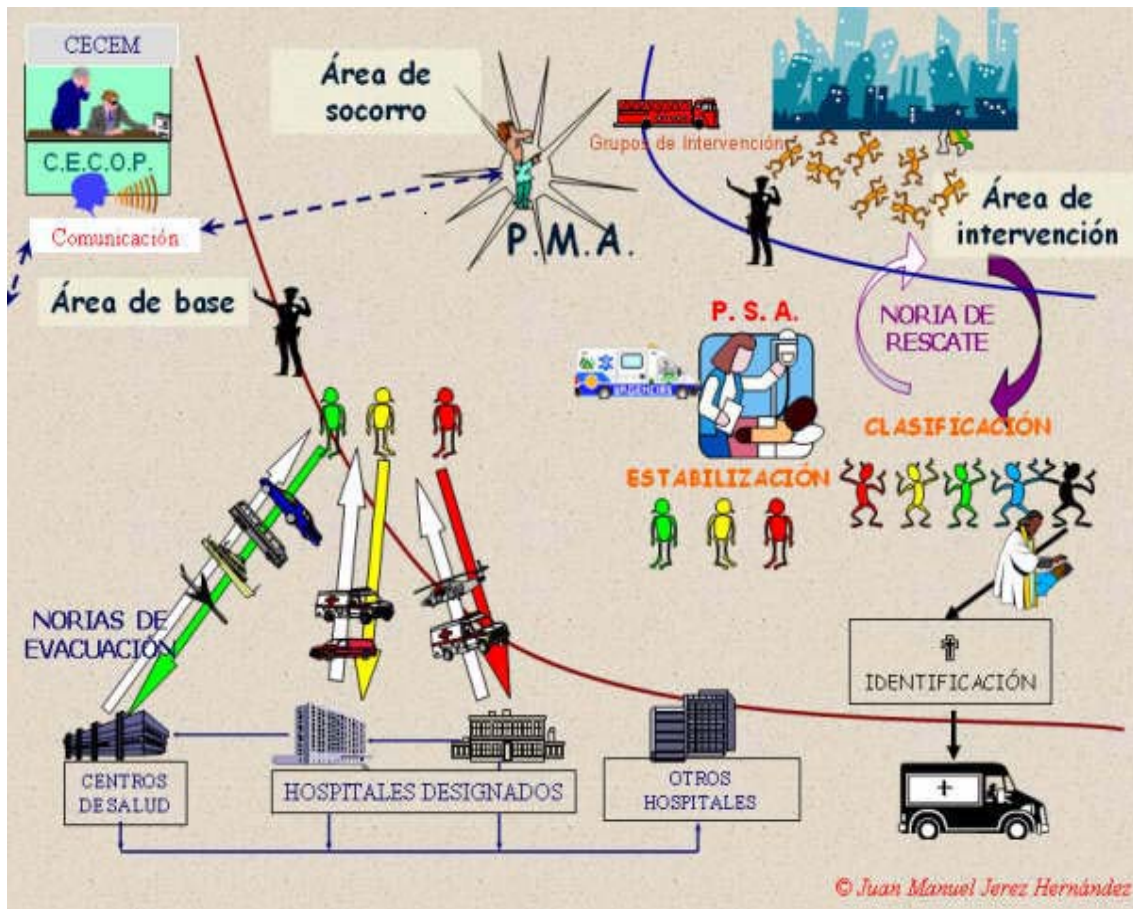 CECEM
C.E.C.O.P.
Comunicación
Área de
socorro
P.M.A.
Grupos de Intervención
Área de
intervención
Área de base
NORIA DE
RESCATE
P. S. A.
URGENCIAS
ESTABILIZACIÓN
CLASIFICACIÓN
NORIAS DE
EVACUACIÓN
IDENTIFICACIÓN
CENTROS
DE SALUD
HOSPITALES DESIGNADOS
OTROS
HOSPITALES
© Juan Manuel Jerez Hernández